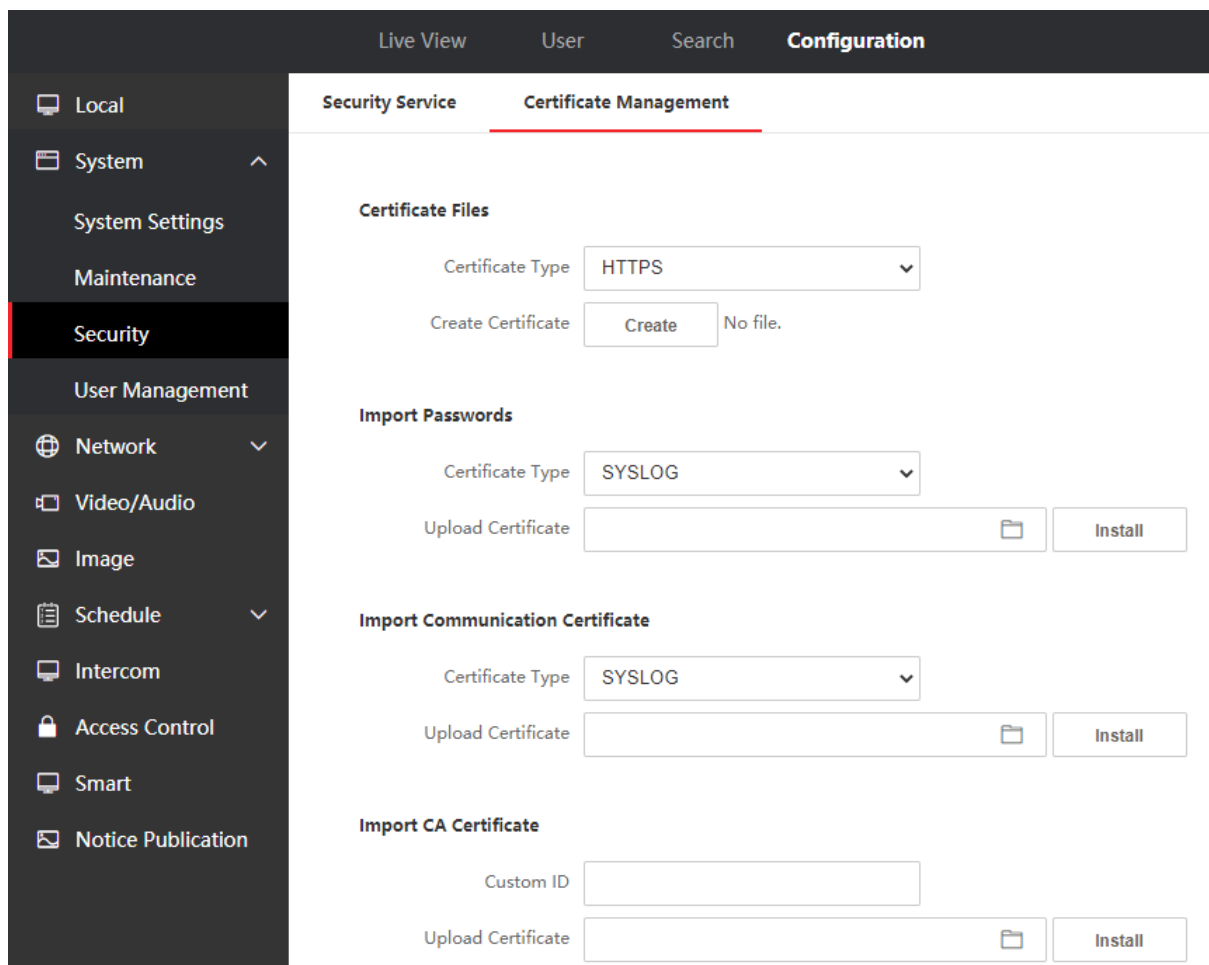 Live View User Search Configuration
Local
System
System Settings
Maintenance
Security
User Management
Network
Video/Audio
Image
Schedule
Intercom
Access Control
Smart
Notice Publication
Security Service Certificate Management
Certificate Files
Certificate Type HTTPS
Create Certificate Create No file.
Import Passwords
Certificate Type SYSLOG
Upload Certificate Install
Import Communication Certificate
Certificate Type SYSLOG
Upload Certificate Install
Import CA Certificate
Custom ID
Upload Certificate Install